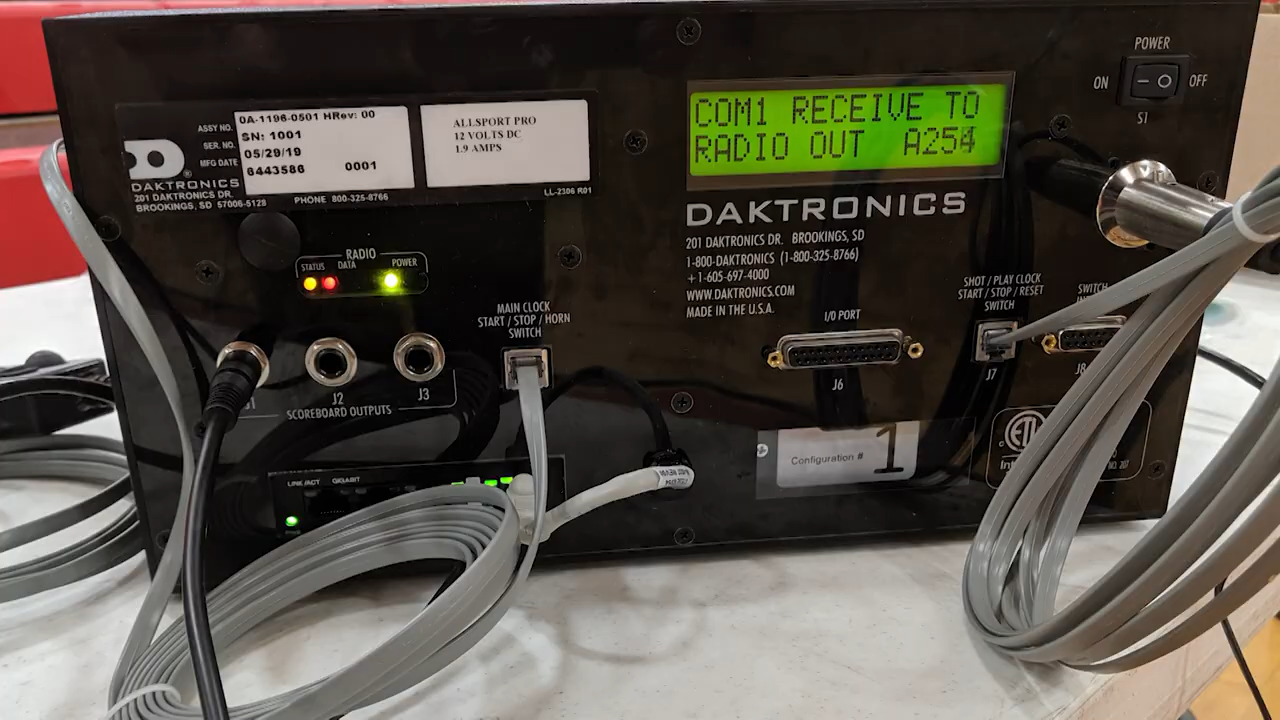 ASSY NO. 0A-1196-0501 HRev: 00
SER. NO. SN: 1001
MFG DATE 05/29/19
6443586 0001
DAKTRONICS
201 DAKTRONICS DR.
BROOKINGS, SD 57006-5128
PHONE 800-325-8766
ALLSPORT PRO
12 VOLTS DC
1.9 AMPS
LL-2306 R01
COM1 RECEIVE TO
RADIO OUT A254
POWER
ON
OFF
S1
DAKTRONICS
201 DAKTRONICS DR. BROOKINGS, SD
1-800-DAKTRONICS (1-800-325-8766)
+1-605-697-4000
WWW.DAKTRONICS.COM
MADE IN THE U.S.A.
RADIO
STATUS DATA POWER
MAIN CLOCK
START / STOP / HORN
SWITCH
I/O PORT
J6
SHOT / PLAY CLOCK
START / STOP / RESET
SWITCH
J7
SWITCH
J8
J1
J2
J3
SCOREBOARD OUTPUTS
LINK/ACT GIGABIT
Configuration # 1
ETL